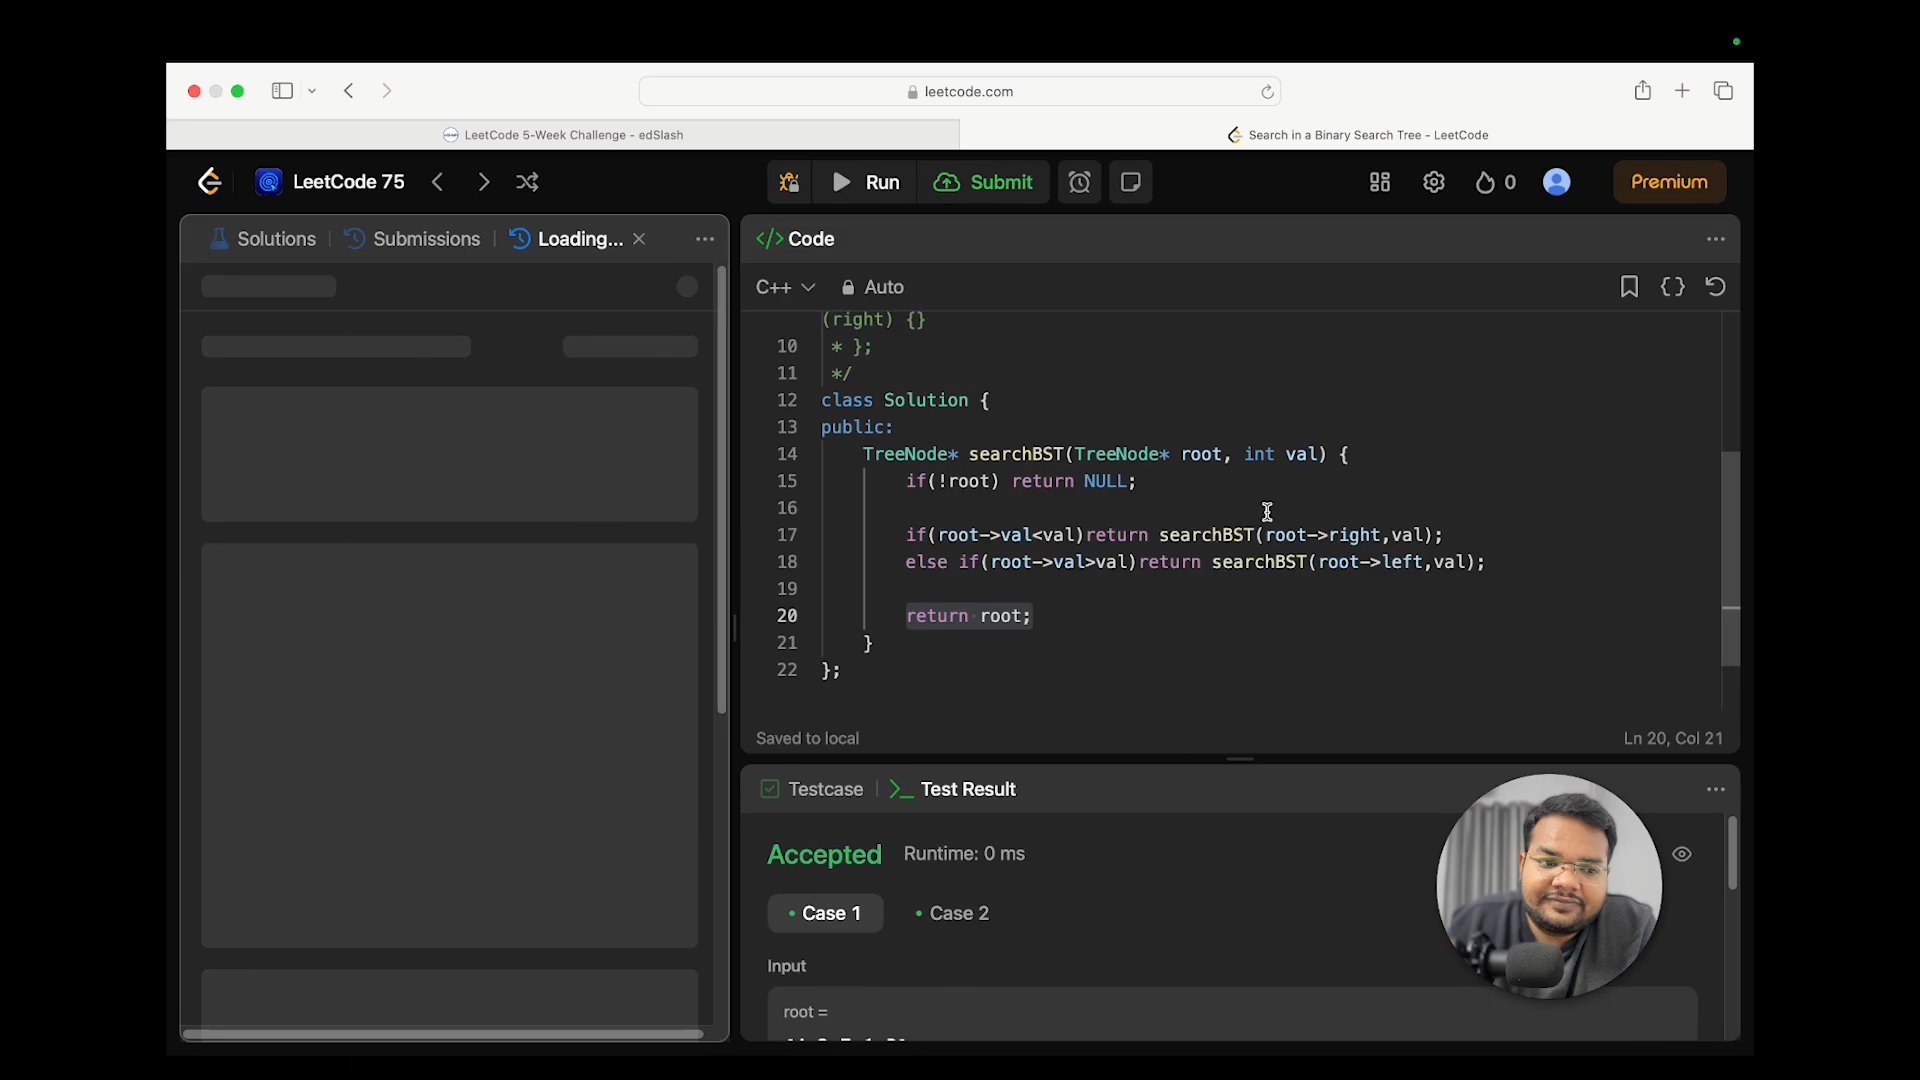 leetcode.com
LeetCode 5-Week Challenge - edSlash
Search in a Binary Search Tree - LeetCode
LeetCode 75
Run
Submit
0
Premium
Solutions
Submissions
Loading...
</> Code
C++
Auto
(right) {}
10 * };
11 */
12 class Solution {
13 public:
14 TreeNode* searchBST(TreeNode* root, int val) {
15 if(!root) return NULL;
16
17 if(root->val<val)return searchBST(root->right,val);
18 else if(root->val>val)return searchBST(root->left,val);
19
20 return root;
21 }
22 };
Saved to local
Ln 20, Col 21
Testcase
Test Result
Accepted
Runtime: 0 ms
Case 1
Case 2
Input
root =